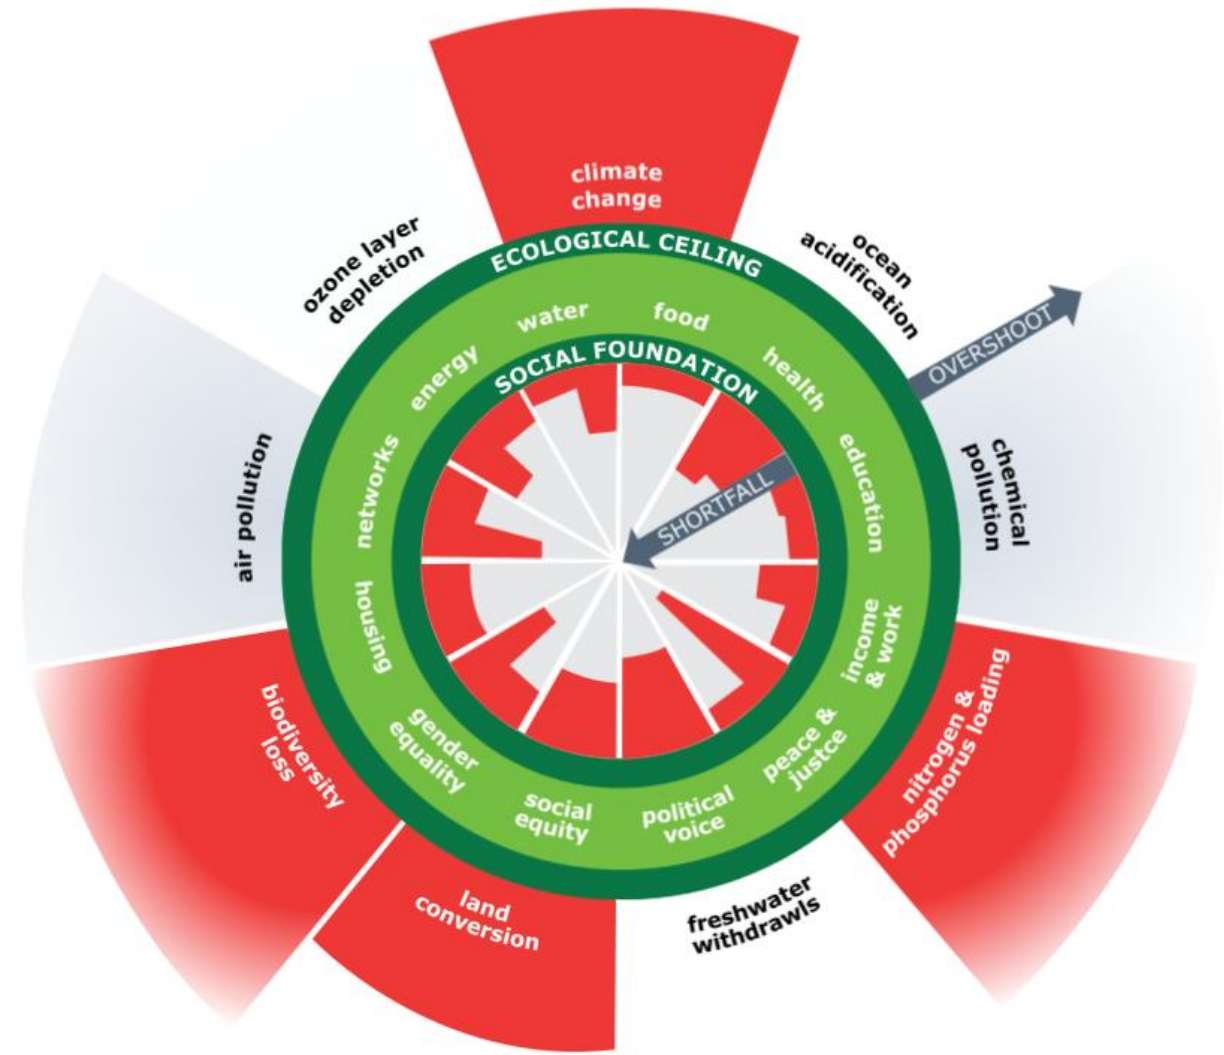 climate
change
ECOLOGICAL CEILING
ozone layer
depletion
ocean
acidification
OVERSHOOT
water
food
energy
health
SOCIAL FOUNDATION
networks
education
SHORTFALL
air pollution
chemical
pollution
housing
income
& work
biodiversity
loss
gender
equality
peace &
justce
nitrogen &
phosphorus loading
social
equity
political
voice
land
conversion
freshwater
withdrawls